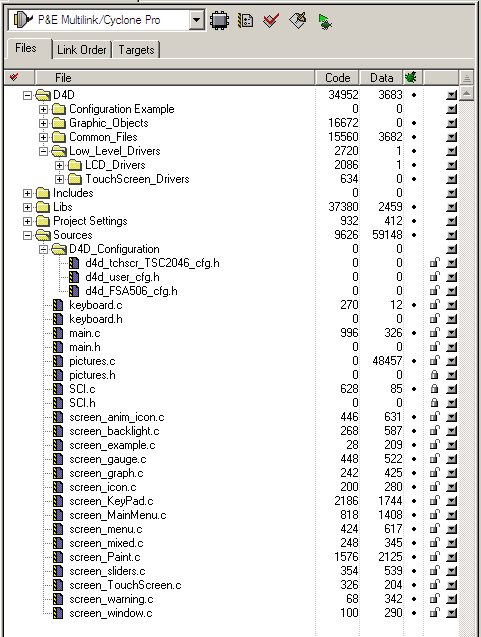 P&E Multilink/Cyclone Pro
Files Link Order Targets
File Code Data
D4D 34952 3683
Configuration Example 0 0
Graphic_Objects 16672 0
Common_Files 15560 3682
Low_Level_Drivers 2720 1
LCD_Drivers 2086 1
TouchScreen_Drivers 634 0
Includes 0 0
Libs 37380 2459
Project Settings 932 412
Sources 9626 59148
D4D_Configuration 0 0
d4d_tchscr_TSC2046_cfg.h 0 0
d4d_user_cfg.h 0 0
d4d_FSA506_cfg.h 0 0
keyboard.c 270 12
keyboard.h 0 0
main.c 996 326
main.h 0 0
pictures.c 0 48457
pictures.h 0 0
SCI.c 628 85
SCI.h 0 0
screen_anim_icon.c 446 631
screen_backlight.c 268 587
screen_example.c 28 209
screen_gauge.c 448 522
screen_graph.c 242 425
screen_icon.c 200 280
screen_KeyPad.c 2186 1744
screen_MainMenu.c 818 1408
screen_menu.c 424 617
screen_mixed.c 248 345
screen_Paint.c 1576 2125
screen_sliders.c 354 539
screen_TouchScreen.c 326 204
screen_warning.c 68 342
screen_window.c 100 290